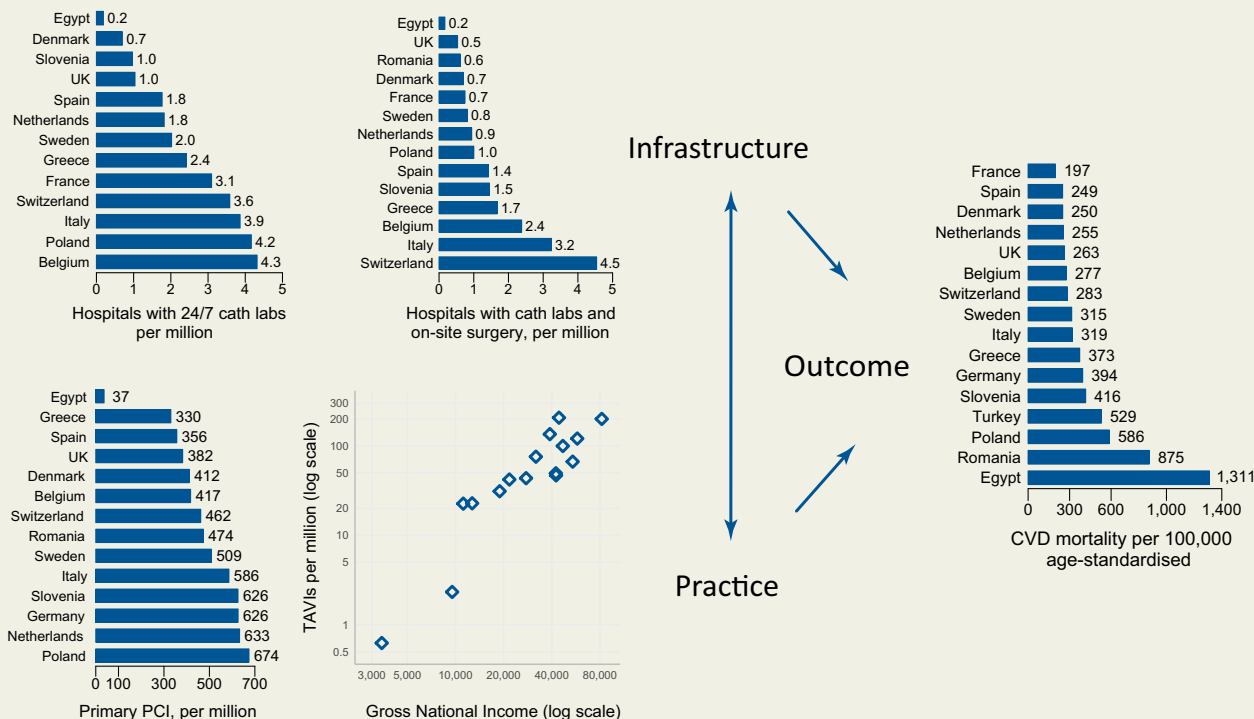 Egypt 0.2
Denmark 0.7
Slovenia 1.0
UK 1.0
Spain 1.8
Netherlands 1.8
Sweden 2.0
Greece 2.4
France 3.1
Switzerland 3.6
Italy 3.9
Poland 4.2
Belgium 4.3
0 1 2 3 4 5
Hospitals with 24/7 cath labs
per million
Egypt 0.2
UK 0.5
Romania 0.6
Denmark 0.7
France 0.7
Sweden 0.8
Netherlands 0.9
Poland 1.0
Spain 1.4
Slovenia 1.5
Greece 1.7
Belgium 2.4
Italy 3.2
Switzerland 4.5
0 1 2 3 4 5
Hospitals with cath labs and
on-site surgery, per million
Egypt 37
Greece 330
Spain 356
UK 382
Denmark 412
Belgium 417
Switzerland 462
Romania 474
Sweden 509
Italy 586
Slovenia 626
Germany 626
Netherlands 633
Poland 674
0 100 300 500 700
Primary PCI, per million
TAVIs per million (log scale)
300
200
100
50
20
10
5
1
0.5
3,000 5,000 10,000 20,000 40,000 80,000
Gross National Income (log scale)
Infrastructure
Outcome
Practice
France 197
Spain 249
Denmark 250
Netherlands 255
UK 263
Belgium 277
Switzerland 283
Sweden 315
Italy 319
Greece 373
Germany 394
Slovenia 416
Turkey 529
Poland 586
Romania 875
Egypt 1,311
0 300 600 1,000 1,400
CVD mortality per 100,000
age-standardised